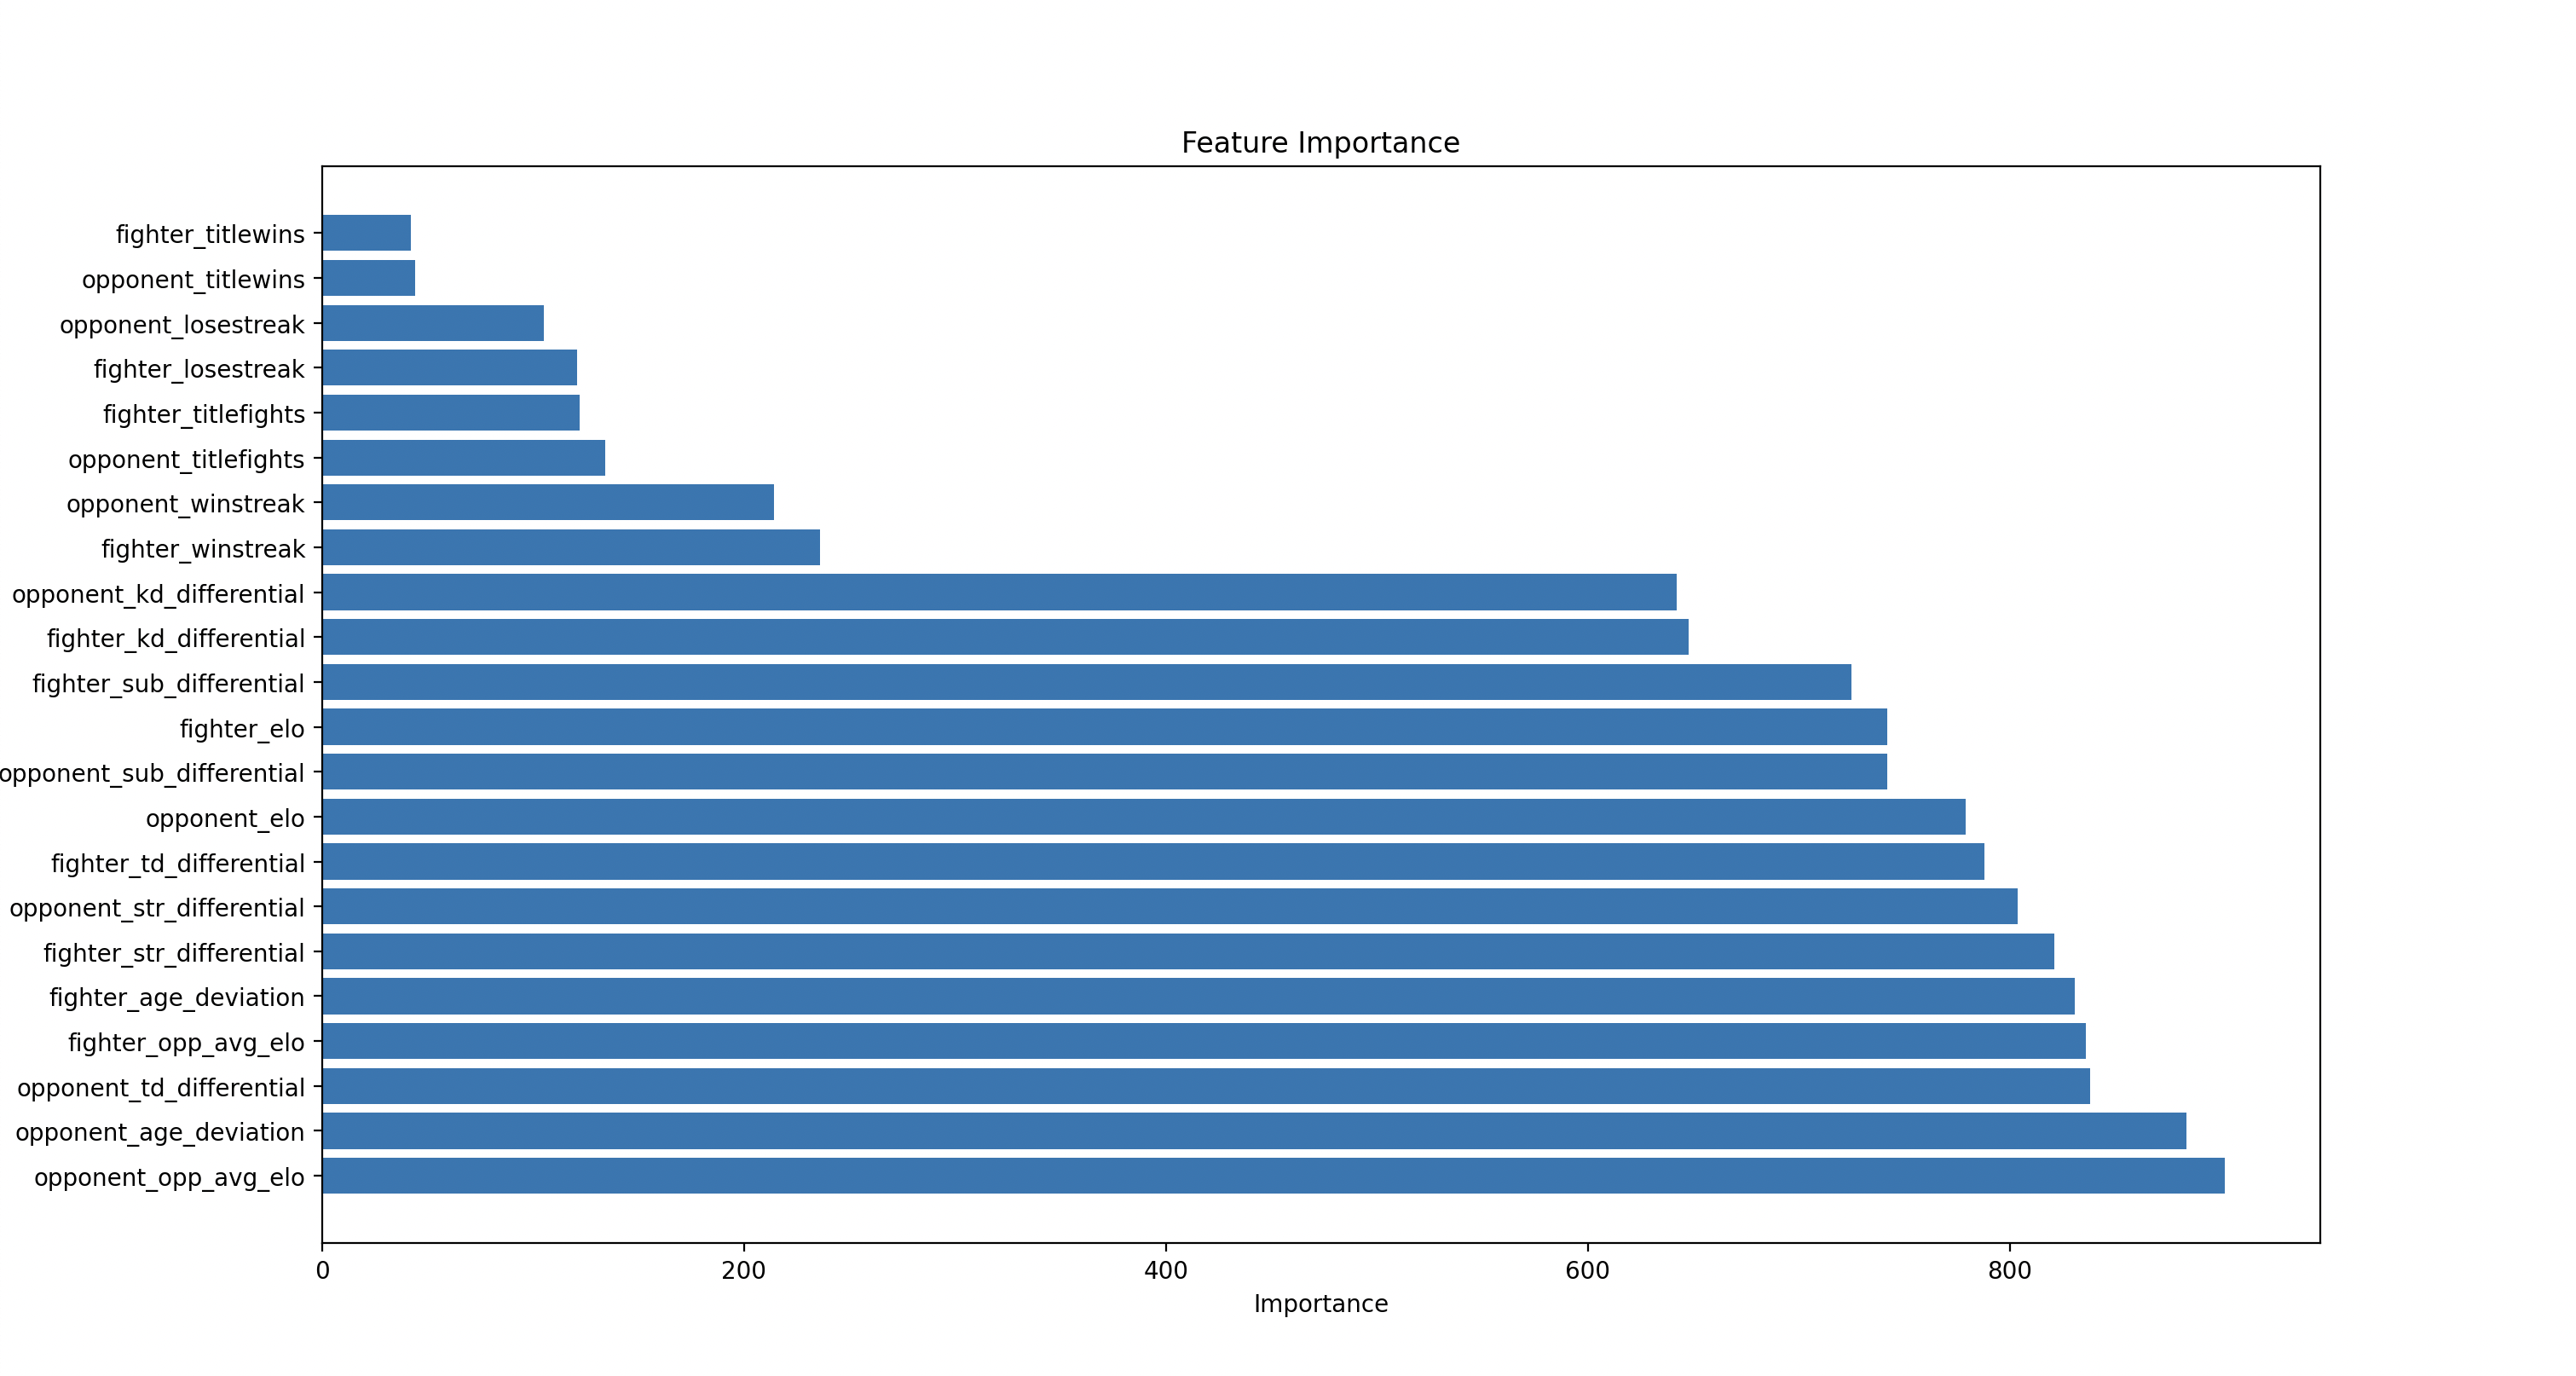 Feature Importance
fighter_titlewins
opponent_titlewins
opponent_losestreak
fighter_losestreak
fighter_titlefights
opponent_titlefights
opponent_winstreak
fighter_winstreak
opponent_kd_differential
fighter_kd_differential
fighter_sub_differential
fighter_elo
opponent_sub_differential
opponent_elo
fighter_td_differential
opponent_str_differential
fighter_str_differential
fighter_age_deviation
fighter_opp_avg_elo
opponent_td_differential
opponent_age_deviation
opponent_opp_avg_elo
0 200 400 600 800
Importance